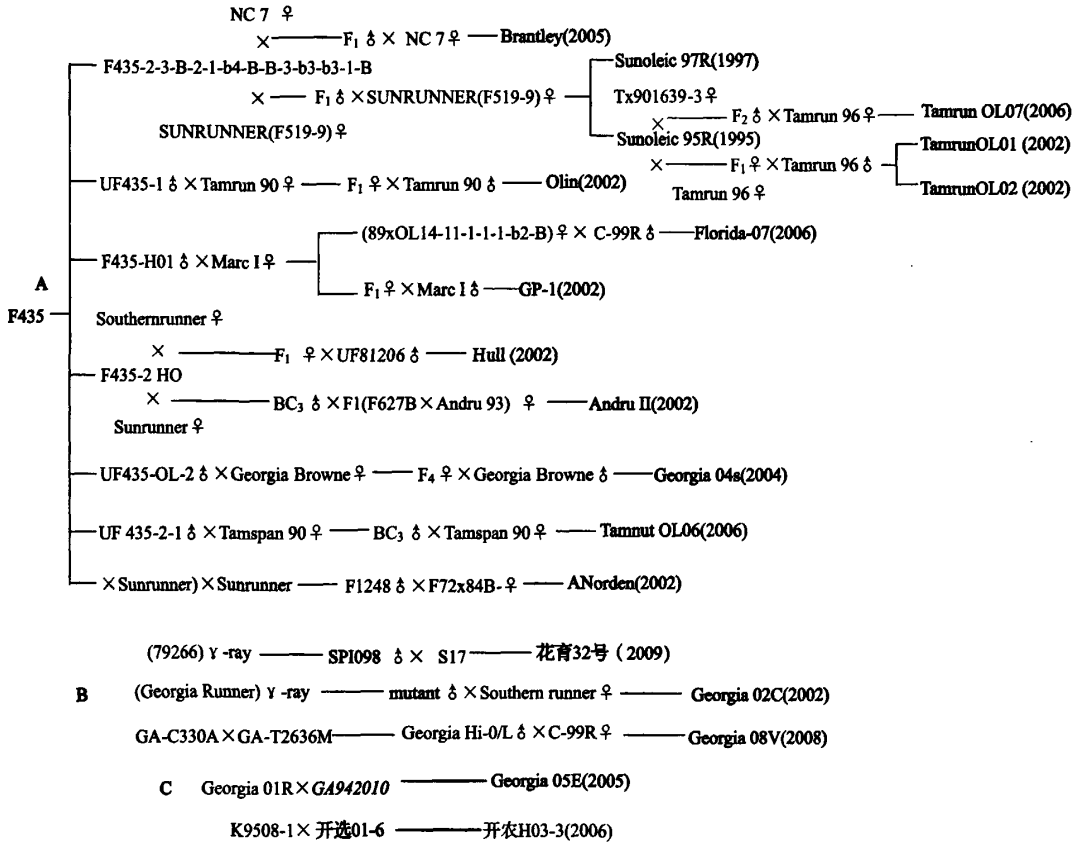 NC 7 ♀
× F₁ ♂ × NC 7♀ Brantley(2005)
F435-2-3-B-2-1-b4-B-B-3-b3-b3-1-B
Sunoleic 97R(1997)
× F₁ ♂ ×SUNRUNNER(F519-9)♀
Tx901639-3♀
SUNRUNNER(F519-9)♀
× F₂ ♂ ×Tamrun 96♀ Tamrun OL07(2006)
Sunoleic 95R(1995)
× F₁ ♀ ×Tamrun 96 ♂
TamrunOL01 (2002)
TamrunOL02 (2002)
Tamrun 96 ♀
UF435-1 ♂ ×Tamrun 90 ♀ F₁ ♀ ×Tamrun 90 ♂ Olin(2002)
(89xOL14-11-1-1-1-b2-B)♀ × C-99R ♂ Florida-07(2006)
F435-H01 ♂ ×Marc I♀
F₁ ♀ ×Marc I♂ GP-1(2002)
A
F435
Southernrunner ♀
× F₁ ♀ ×UF81206 ♂ Hull (2002)
F435-2 HO
× BC₃ ♂ ×F1(F627B ×Andru 93) ♀ Andru II(2002)
Sunrunner ♀
UF435-OL-2 ♂ ×Georgia Browne ♀ F₄ ♀ ×Georgia Browne ♂ Georgia 04s(2004)
UF 435-2-1 ♂ ×Tamspan 90 ♀ BC₃ ♂ ×Tamspan 90 ♀ Tamnut OL06(2006)
×Sunrunner) ×Sunrunner F1248 ♂ ×F72x84B-♀ ANorden(2002)
(79266) γ -ray SPI098 ♂ × S17 花育32号 (2009)
B (Georgia Runner) γ -ray mutant ♂ ×Southern runner ♀ Georgia 02C(2002)
GA-C330A×GA-T2636M Georgia Hi-0/L ♂ ×C-99R ♀ Georgia 08V(2008)
C Georgia 01R×GA942010 Georgia 05E(2005)
K9508-1× 开选01-6 开农H03-3(2006)